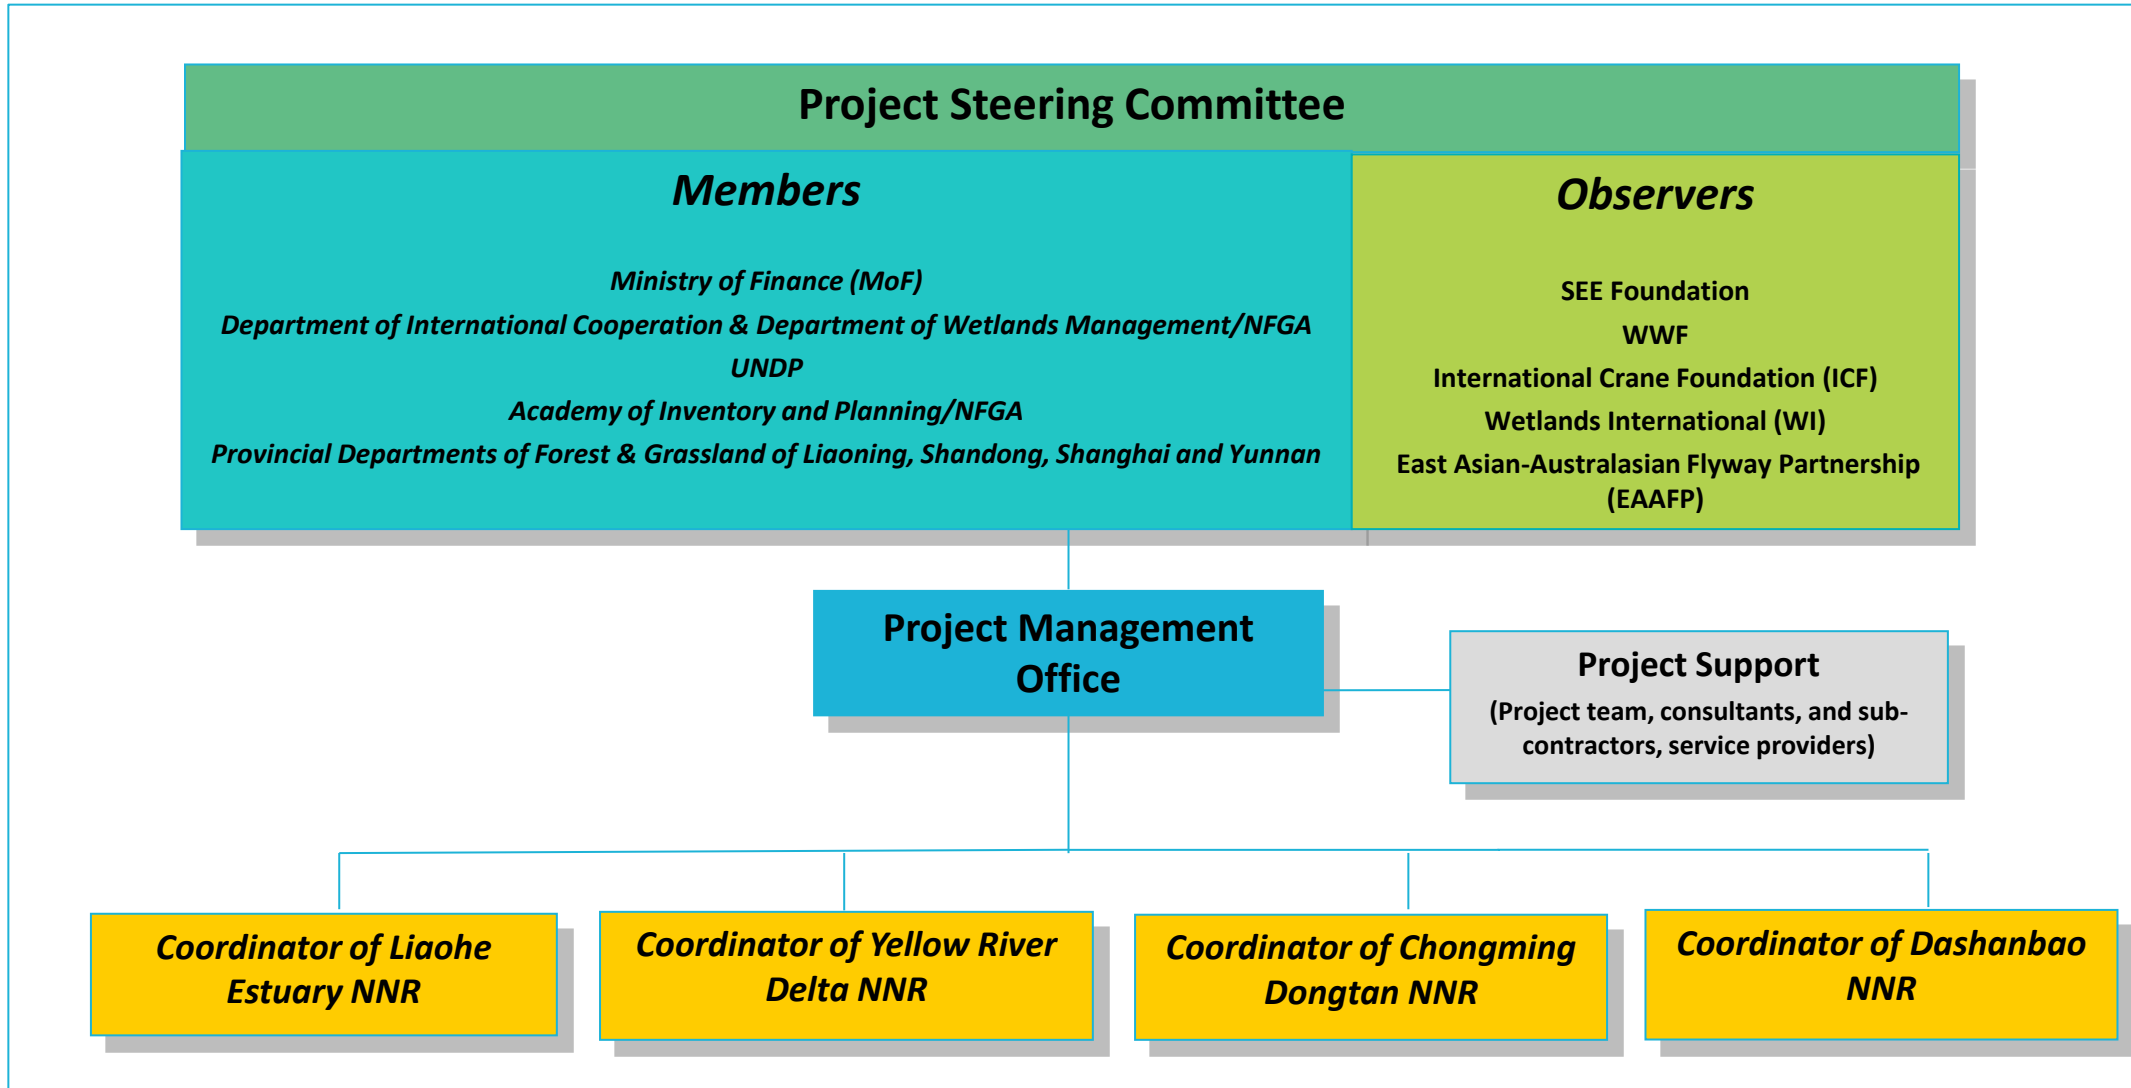 Project Steering Committee
Members
Ministry of Finance (MoF)
Department of International Cooperation & Department of Wetlands Management/NFGA
UNDP
Academy of Inventory and Planning/NFGA
Provincial Departments of Forest & Grassland of Liaoning, Shandong, Shanghai and Yunnan
Observers
SEE Foundation
WWF
International Crane Foundation (ICF)
Wetlands International (WI)
East Asian-Australasian Flyway Partnership
(EAAFP)
Project Management
Office
Project Support
(Project team, consultants, and sub-
contractors, service providers)
Coordinator of Liaohe
Estuary NNR
Coordinator of Yellow River
Delta NNR
Coordinator of Chongming
Dongtan NNR
Coordinator of Dashanbao
NNR